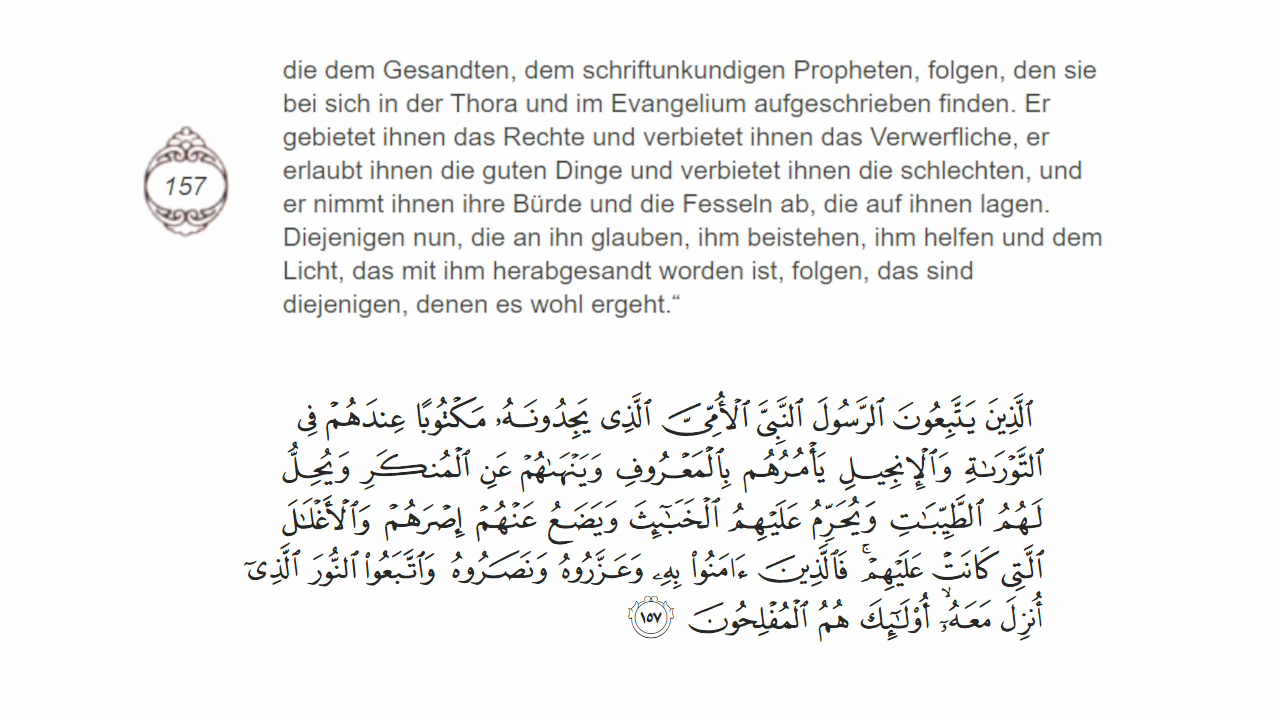 die dem Gesandten, dem schriftunkundigen Propheten, folgen, den sie
bei sich in der Thora und im Evangelium aufgeschrieben finden. Er
gebietet ihnen das Rechte und verbietet ihnen das Verwerfliche, er
157
erlaubt ihnen die guten Dinge und verbietet ihnen die schlechten, und
er nimmt ihnen ihre Bürde und die Fesseln ab, die auf ihnen lagen.
Diejenigen nun, die an ihn glauben, ihm beistehen, ihm helfen und dem
Licht, das mit ihm herabgesandt worden ist, folgen, das sind
diejenigen, denen es wohl ergeht.“
ٱلَّذِينَ يَتَّبِعُونَ ٱلرَّسُولَ ٱلنَّبِىَّ ٱلْأُمِّىَّ ٱلَّذِى يَجِدُونَهُۥ مَكْتُوبًا عِندَهُمْ فِى
ٱلتَّوْرَىٰةِ وَٱلْإِنجِيلِ يَأْمُرُهُم بِٱلْمَعْرُوفِ وَيَنْهَىٰهُمْ عَنِ ٱلْمُنكَرِ وَيُحِلُّ
لَهُمُ ٱلطَّيِّبَٰتِ وَيُحَرِّمُ عَلَيْهِمُ ٱلْخَبَٰٓئِثَ وَيَضَعُ عَنْهُمْ إِصْرَهُمْ وَٱلْأَغْلَٰلَ
ٱلَّتِى كَانَتْ عَلَيْهِمْ ۚ فَٱلَّذِينَ ءَامَنُوا۟ بِهِۦ وَعَزَّرُوهُ وَنَصَرُوهُ وَٱتَّبَعُوا۟ ٱلنُّورَ ٱلَّذِىٓ
أُنزِلَ مَعَهُۥٓ ۙ أُو۟لَٰٓئِكَ هُمُ ٱلْمُفْلِحُونَ ١٥٧